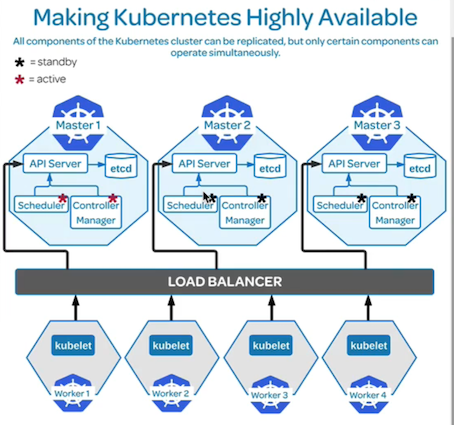 Making Kubernetes Highly Available
All components of the Kubernetes cluster can be replicated, but only certain components can
operate simultaneously.
* = standby
* = active
Master 1
Master 2
Master 3
API Server
etcd
Scheduler *
Controller *
Manager
API Server
etcd
Scheduler *
Controller *
Manager
API Server
etcd
Scheduler *
Controller *
Manager
LOAD BALANCER
kubelet
kubelet
kubelet
kubelet
Worker 1
Worker 2
Worker 3
Worker 4